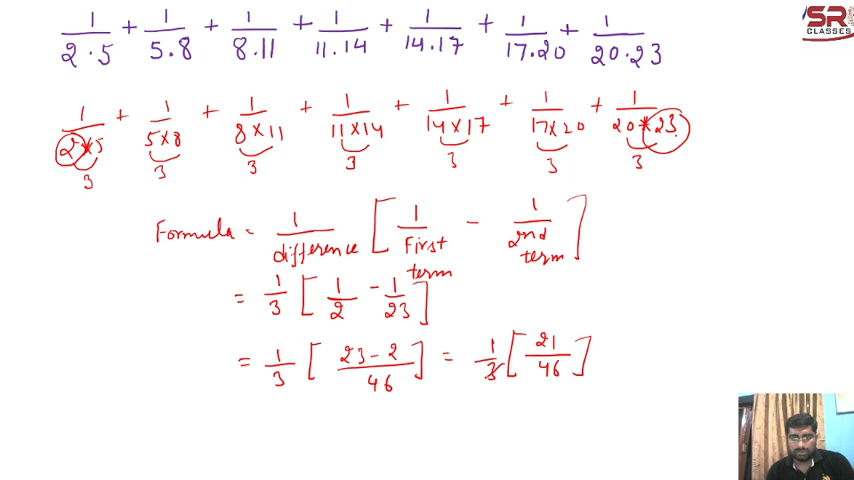 SR
CLASSES
1/2·5 + 1/5·8 + 1/8·11 + 1/11·14 + 1/14·17 + 1/17·20 + 1/20·23
1/2×5 + 1/5×8 + 1/8×11 + 1/11×14 + 1/14×17 + 1/17×20 + 1/20×23
3 3 3 3 3 3 3
Formula = 1/difference [1/First term - 1/2nd term]
= 1/3 [1/2 - 1/23]
= 1/3 [23-2/46] = 1/3 [21/46]